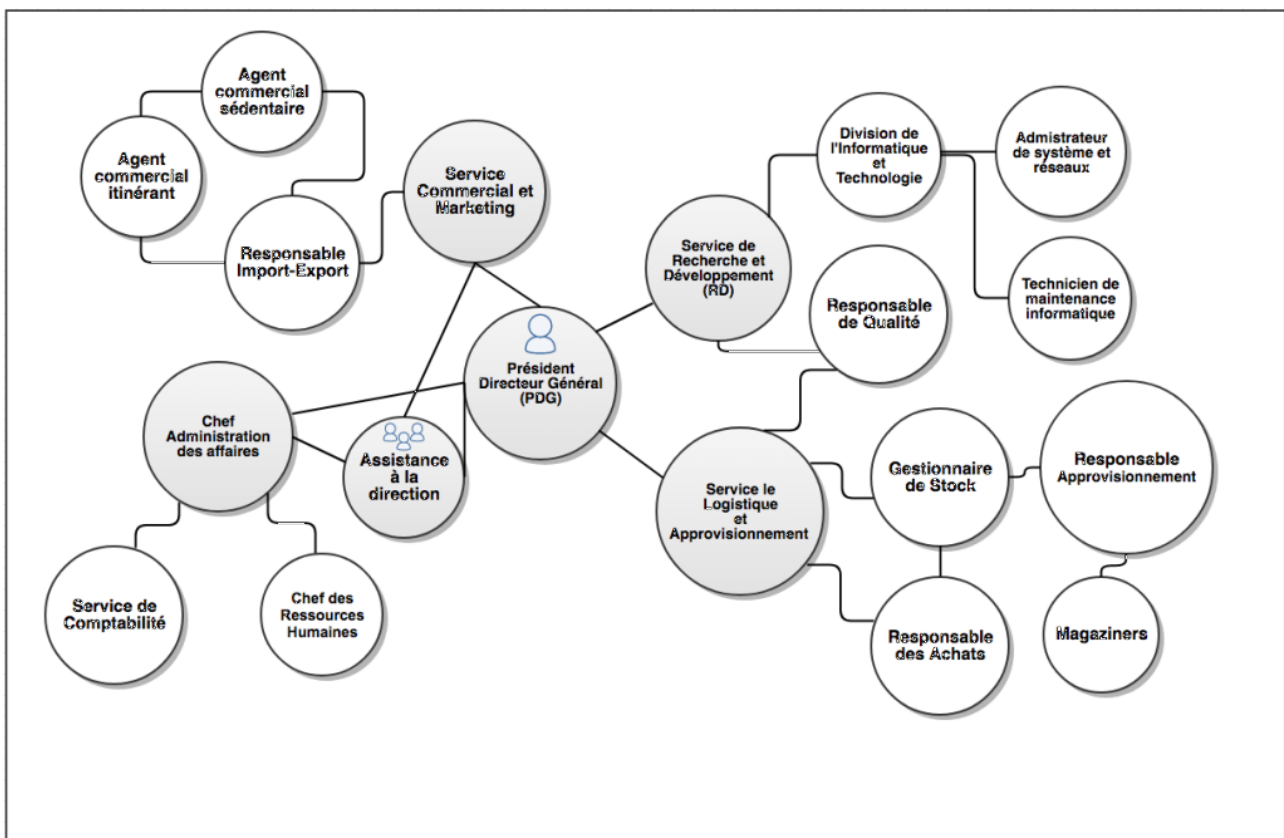 Agent
commercial
sédentaire
Agent
commercial
itinérant
Responsable
Import-Export
Service
Commercial et
Marketing
Président
Directeur Général
(PDG)
Chef
Administration
des affaires
Assistance
à la
direction
Service de
Comptabilité
Chef des
Ressources
Humaines
Service de
Recherche et
Développement
(RD)
Division de
l'Informatique
et
Technologie
Admistrateur
de système et
réseaux
Technicien de
maintenance
informatique
Responsable
de Qualité
Service le
Logistique
et
Approvisionnement
Gestionnaire
de Stock
Responsable
Approvisionnement
Responsable
des Achats
Magaziners